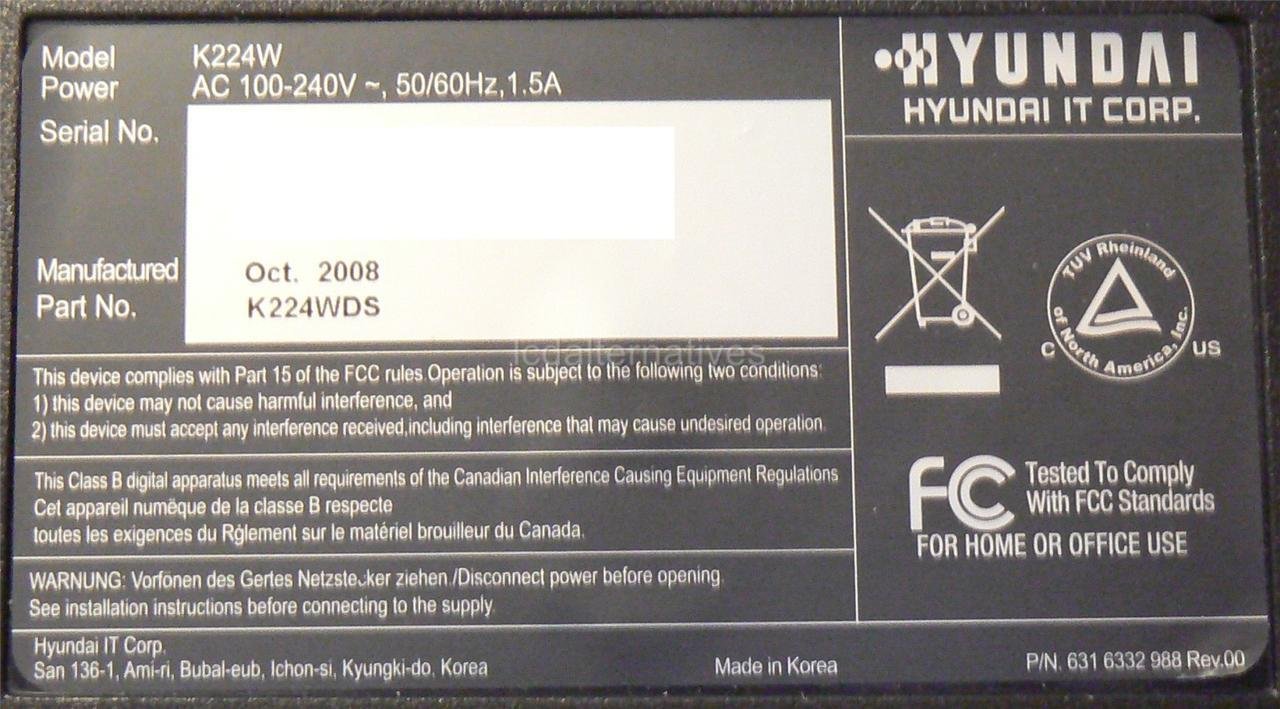 Model K224W
Power AC 100-240V ~, 50/60Hz,1.5A
Serial No.
Manufactured Oct. 2008
Part No. K224WDS
HYUNDAI
HYUNDAI IT CORP.
TUV Rheinland
of North America, Inc.
C US
lcdalternatives
This device complies with Part 15 of the FCC rules.Operation is subject to the following two conditions:
1) this device may not cause harmful interference, and
2) this device must accept any interference received,including interference that may cause undesired operation.
This Class B digital apparatus meets all requirements of the Canadian Interference Causing Equipment Regulations
Cet appareil numëque de la classe B respecte
toutes les exigences du Rģlement sur le matériel brouilleur du Canada.
FC Tested To Comply
With FCC Standards
FOR HOME OR OFFICE USE
WARNUNG: Vorfönen des Gertes Netzstecker ziehen./Disconnect power before opening.
See installation instructions before connecting to the supply.
Hyundai IT Corp.
San 136-1, Ami-ri, Bubal-eub, Ichon-si, Kyungki-do, Korea
Made in Korea
P/N. 631 6332 988 Rev.00